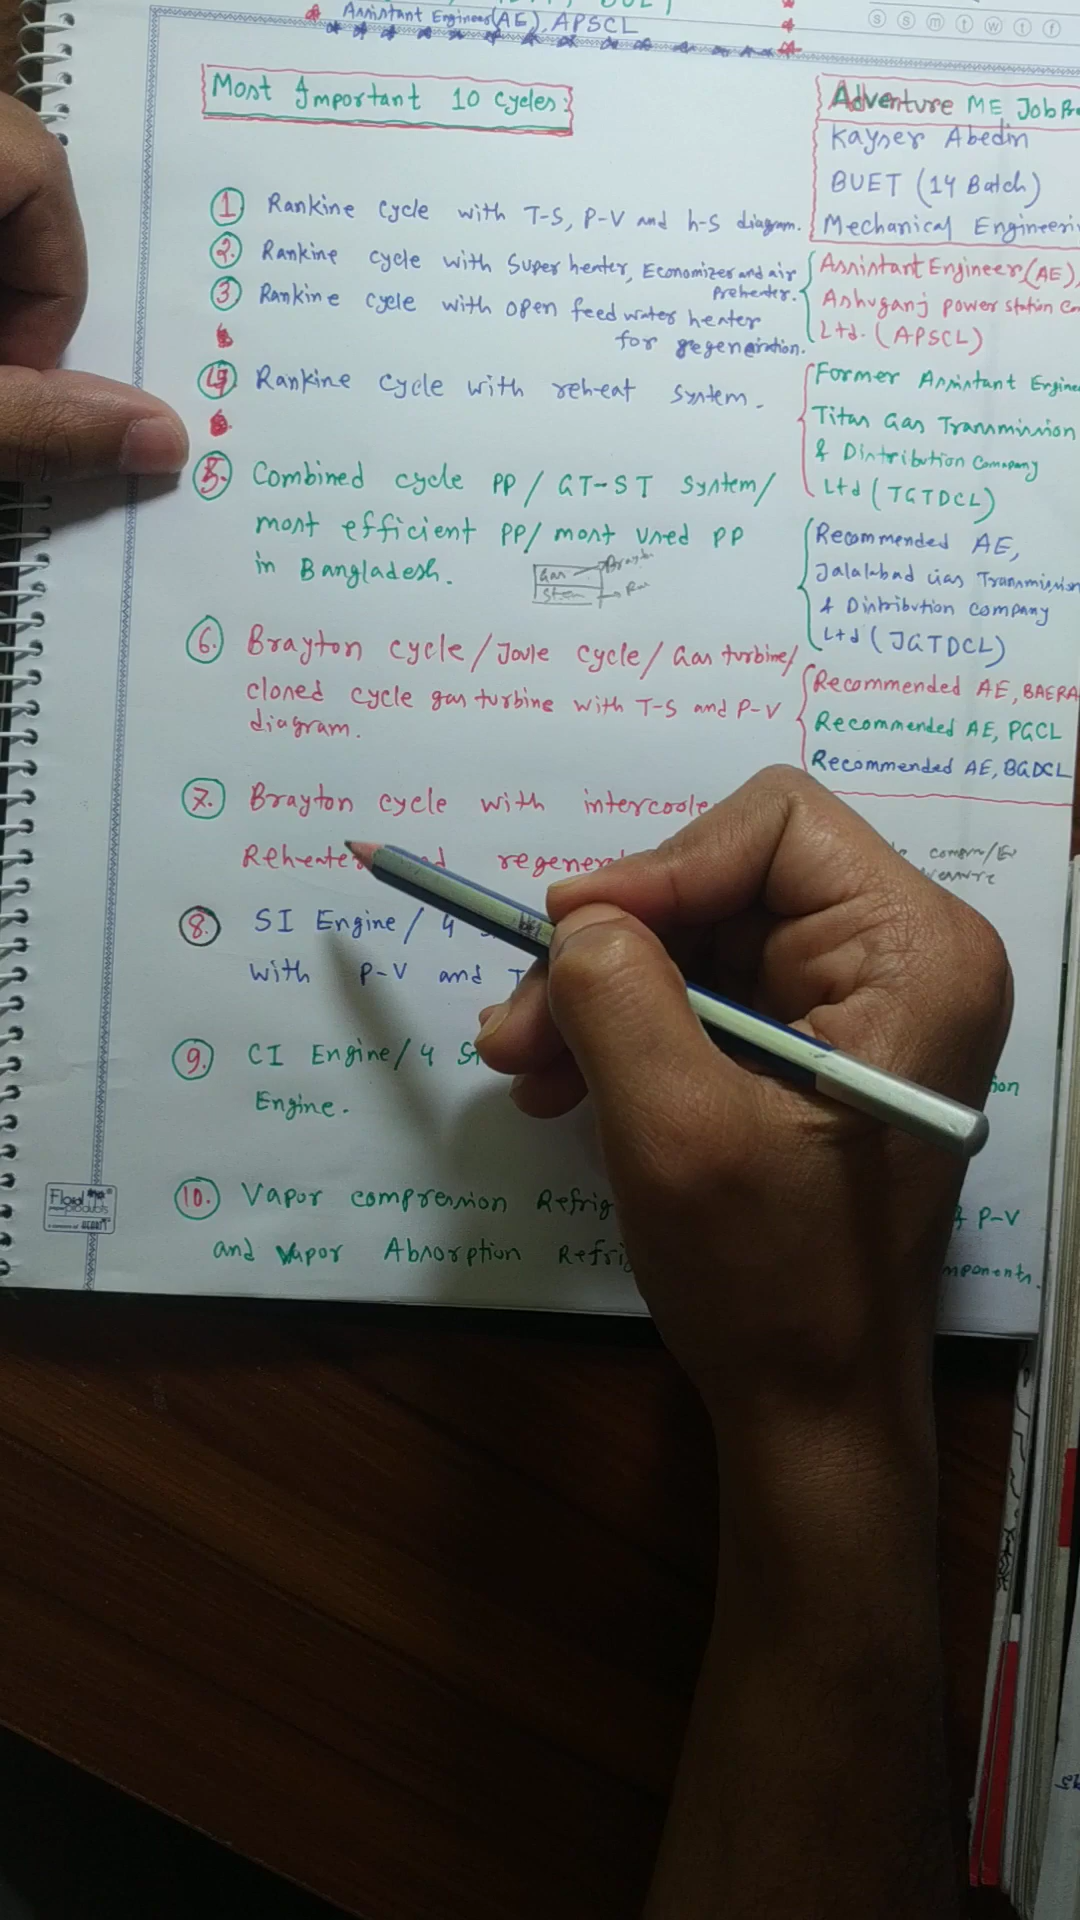 Assistant Engineer(AE), APSCL
s s m t w t f
Most Important 10 Cycles:
① Rankine cycle with T-S, P-V and h-S diagram.
②. Rankine cycle with Super heater, Economizer and air
Preheater.
③ Rankine cycle with open feed water heater
for regeneration.
④ Rankine cycle with reheat system.
⑤. Combined cycle PP/ GT-ST System/
most efficient PP/ most used PP
in Bangladesh.
Gas
⑥. Brayton cycle/Joule cycle/Gas turbine/
closed cycle gas turbine with T-S and P-V
diagram.
⑦. Brayton cycle with
Reheater
⑧. SI Engine/ 4
with P-V and
⑨. CI Engine/4
Engine.
⑩. Vapor compression
& P-V
and Vapor Absorption
Adventure ME Job
Kayser Abedin
BUET (14 Batch)
Mechanical
Assistant Engineer(AE),
Ashuganj power station
Ltd. (APSCL)
Former Assistant
Titas Gas Transmission
& Distribution Comapny
Ltd (TGTDCL)
Recommended AE,
Jalalabad Gas
& Distribution company
Ltd (JGTDCL)
Recommended AE,
Recommended AE, PGCL
Recommended AE, BGDCL